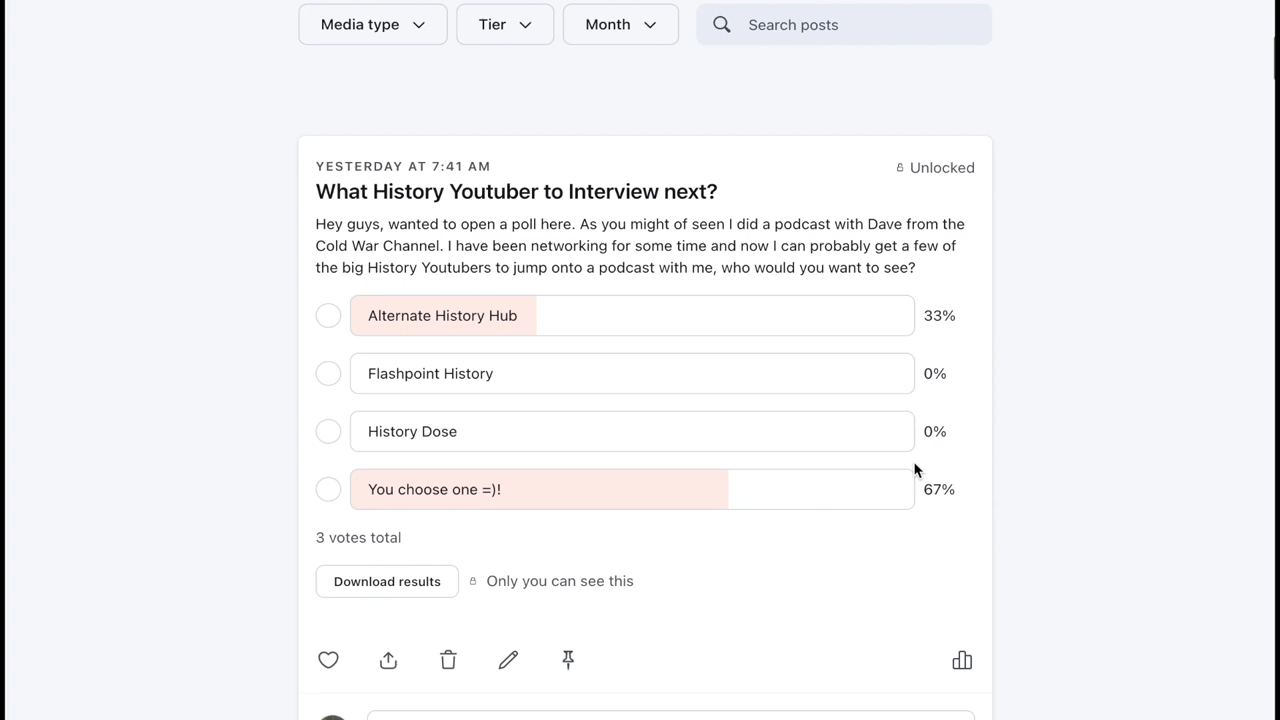 Media type
Tier
Month
Search posts
YESTERDAY AT 7:41 AM
Unlocked
What History Youtuber to Interview next?
Hey guys, wanted to open a poll here. As you might of seen I did a podcast with Dave from the
Cold War Channel. I have been networking for some time and now I can probably get a few of
the big History Youtubers to jump onto a podcast with me, who would you want to see?
Alternate History Hub
33%
Flashpoint History
0%
History Dose
0%
You choose one =)!
67%
3 votes total
Download results
Only you can see this